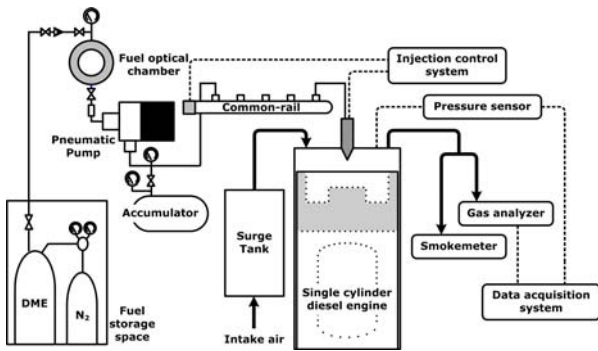 Fuel optical
chamber
Injection control
system
Common-rail
Pressure sensor
Pneumatic
Pump
Accumulator
Surge
Tank
Gas analyzer
Smokemeter
DME
N₂
Fuel
storage
space
Single cylinder
diesel engine
Data acquisition
system
Intake air